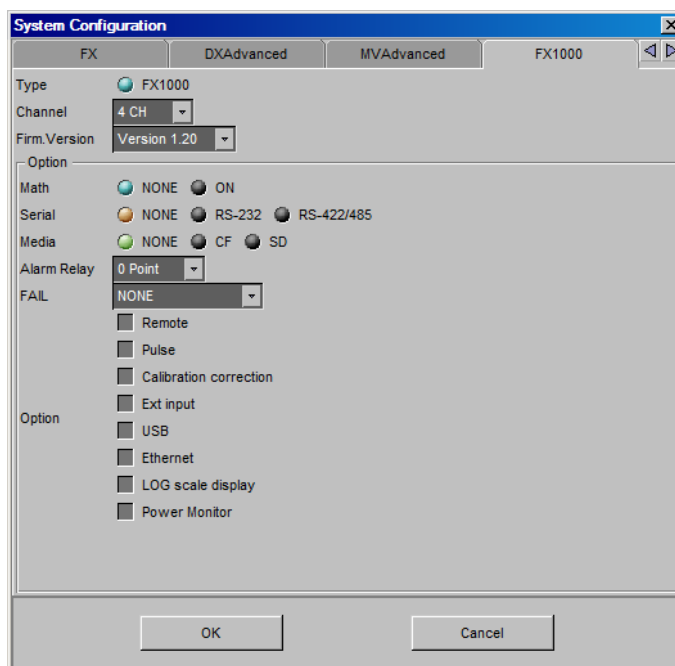 System Configuration
FX DXAdvanced MVAdvanced FX1000
Type FX1000
Channel 4 CH
Firm.Version Version 1.20
Option
Math NONE ON
Serial NONE RS-232 RS-422/485
Media NONE CF SD
Alarm Relay 0 Point
FAIL NONE
Remote
Pulse
Calibration correction
Ext input
Option
USB
Ethernet
LOG scale display
Power Monitor
OK Cancel